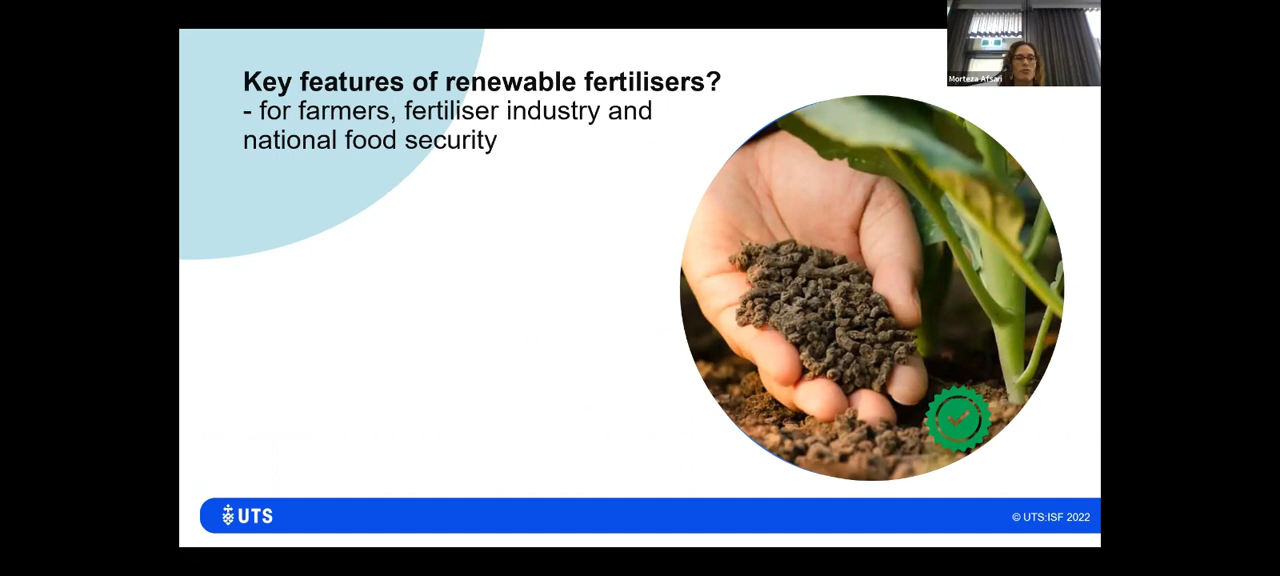 Morteza Afsari
Key features of renewable fertilisers?
- for farmers, fertiliser industry and
national food security
UTS
© UTS:ISF 2022